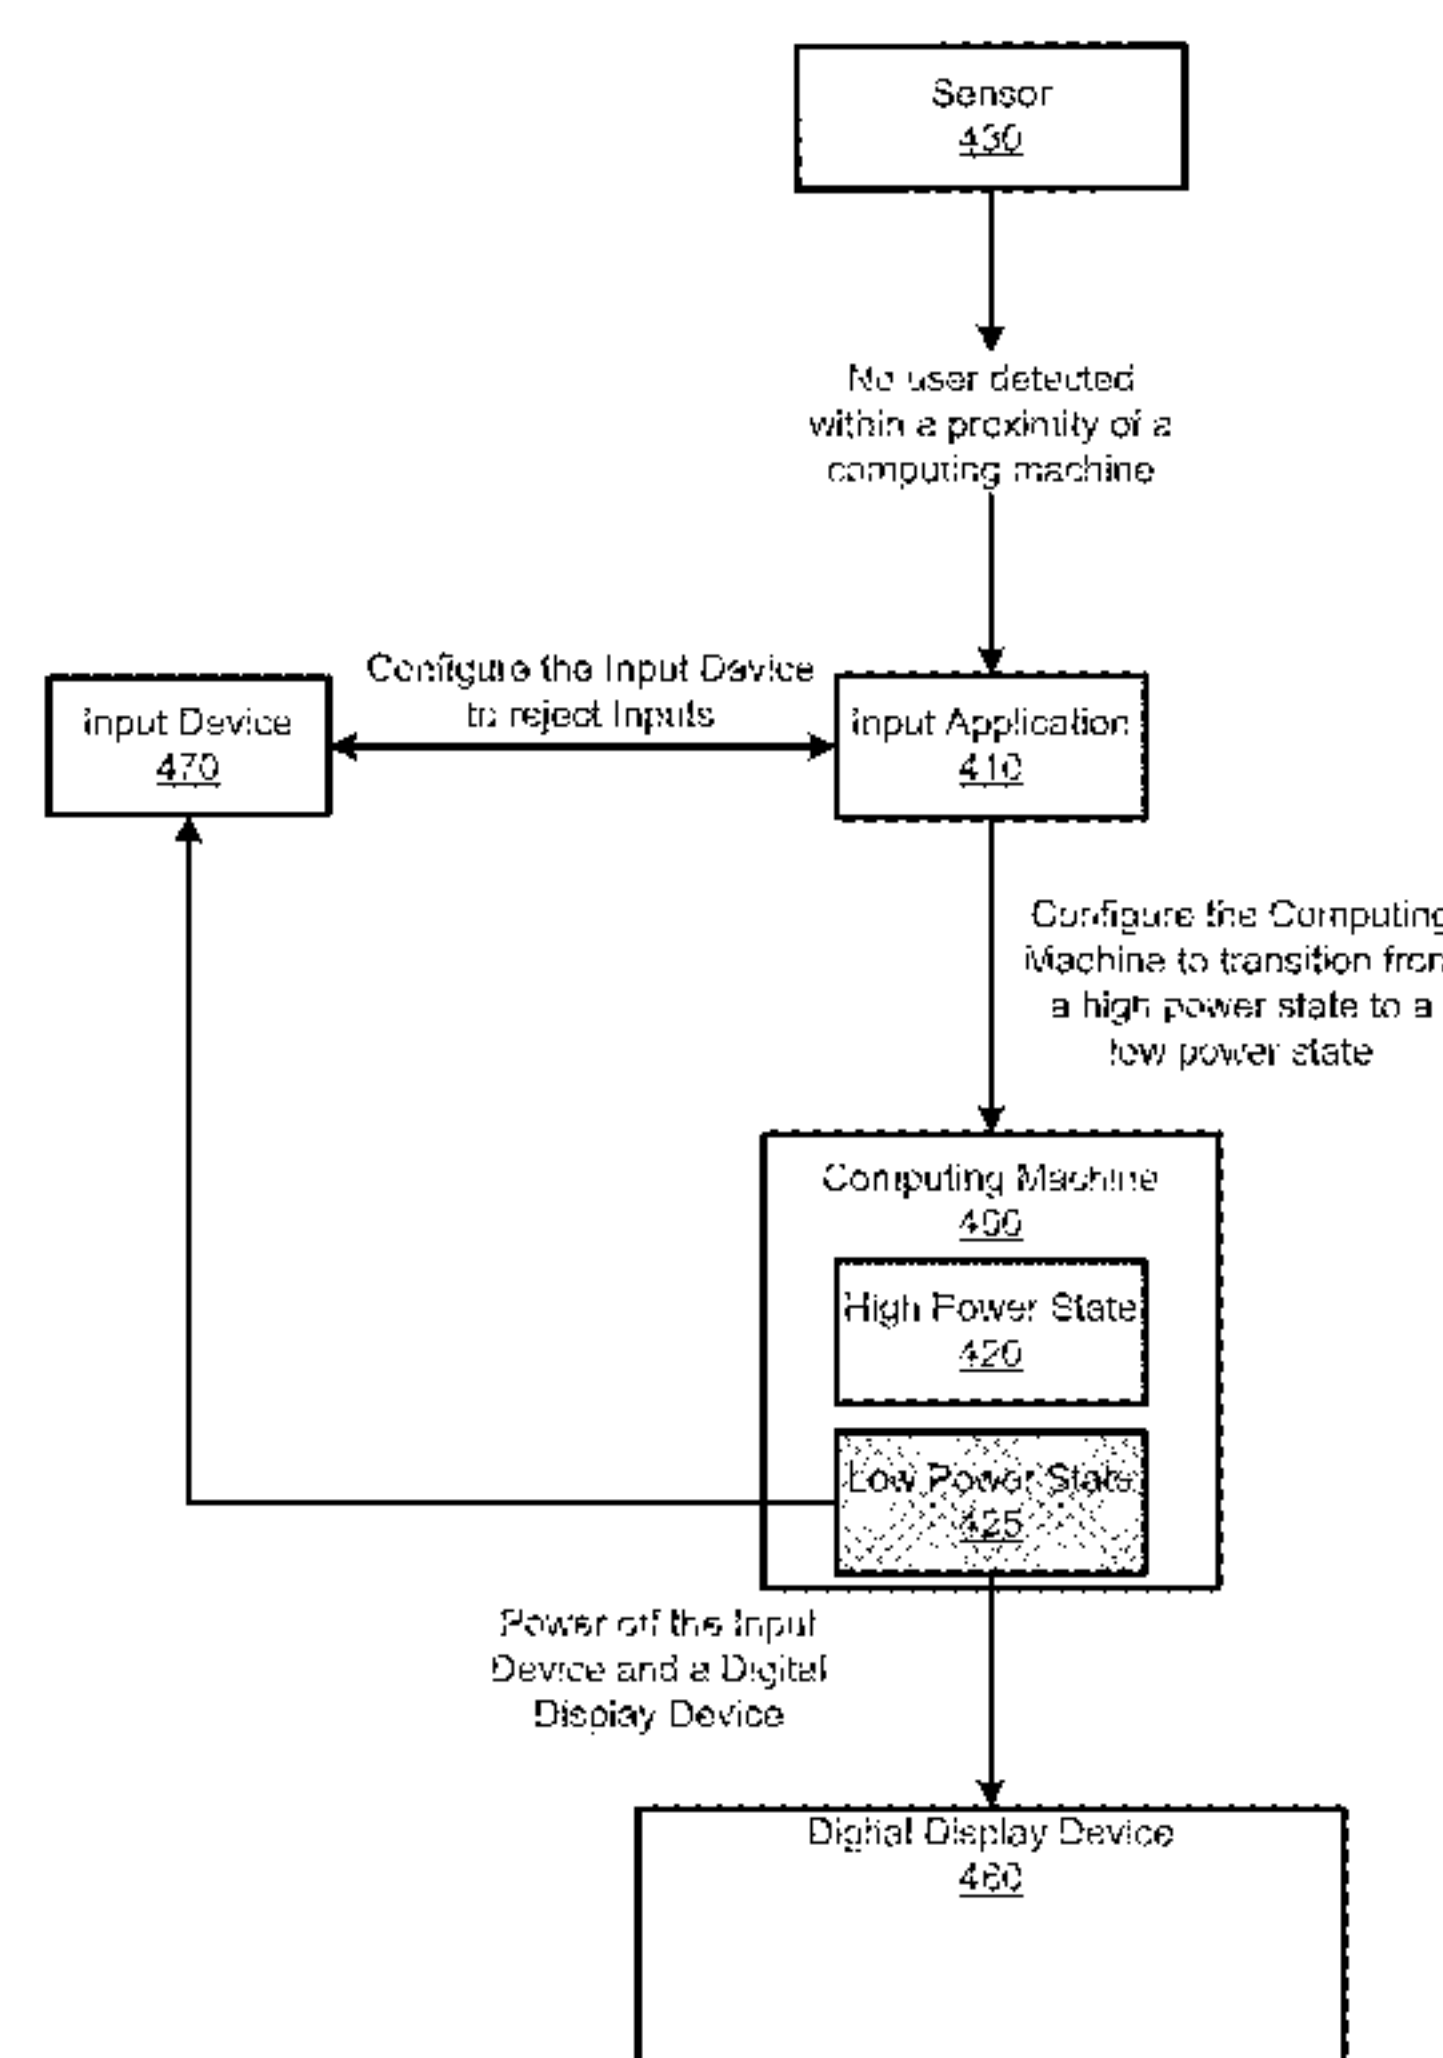 Sensor
430
No user detected
within a proximity of a
computing machine
Configure the Input Device
to reject Inputs
Input Device
470
Input Application
410
Configure the Computing
Machine to transition from
a high power state to a
low power state
Computing Machine
400
High Power State
420
Low Power State
425
Power off the Input
Device and a Digital
Display Device
Digital Display Device
460